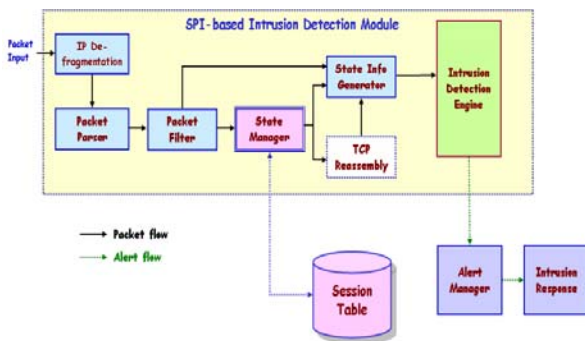 SPI-based Intrusion Detection Module
Packet
Input
IP De-
fragmentation
Packet
Parser
Packet
Filter
State
Manager
State Info
Generator
TCP
Reassembly
Intrusion
Detection
Engine
Packet flow
Alert flow
Session
Table
Alert
Manager
Intrusion
Response